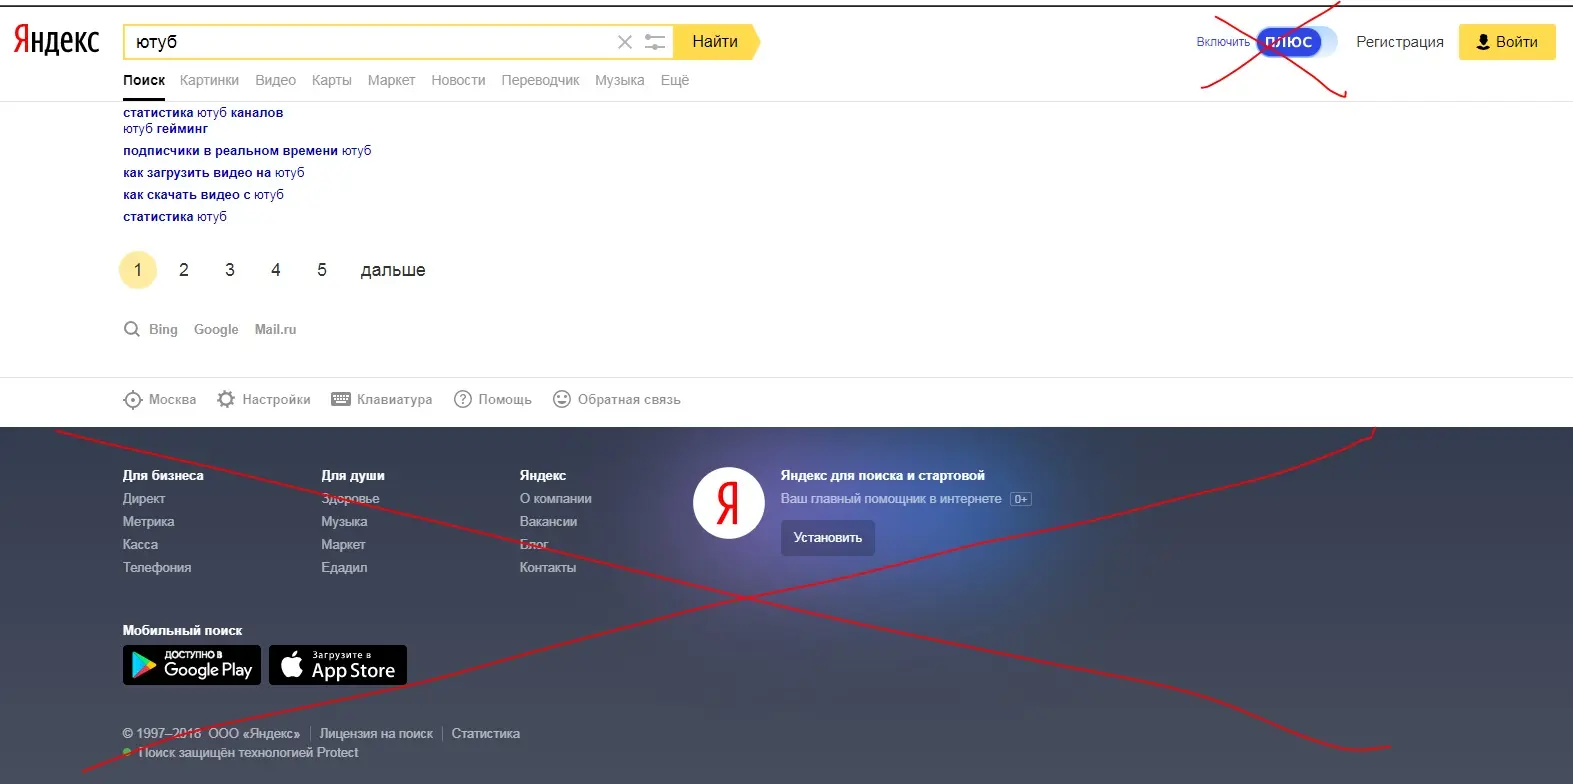 Яндекс
ютуб
Найти
Включить ПЛЮС
Регистрация
Войти
Поиск Картинки Видео Карты Маркет Новости Переводчик Музыка Ещё
статистика ютуб каналов
ютуб гейминг
подписчики в реальном времени ютуб
как загрузить видео на ютуб
как скачать видео с ютуб
статистика ютуб
1 2 3 4 5 дальше
Bing Google Mail.ru
Москва Настройки Клавиатура Помощь Обратная связь
Для бизнеса
Директ
Метрика
Касса
Телефония
Для души
Здоровье
Музыка
Маркет
Едадил
Яндекс
О компании
Вакансии
Блог
Контакты
Я
Яндекс для поиска и стартовой
Ваш главный помощник в интернете 0+
Установить
Мобильный поиск
ДОСТУПНО В
Google Play
Загрузите в
App Store
© 1997–2018 ООО «Яндекс» Лицензия на поиск Статистика
Поиск защищён технологией Protect